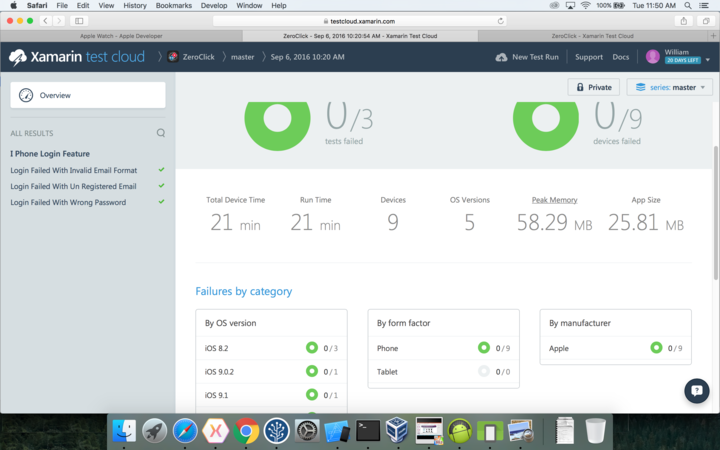 Safari File Edit View History Bookmarks Develop Window Help 100% Tue 11:50 AM
testcloud.xamarin.com
Apple Watch - Apple Developer ZeroClick - Sep 6, 2016 10:20:54 AM - Xamarin Test Cloud ZeroClick - Xamarin Test Cloud
Xamarin test cloud ZeroClick master Sep 6, 2016 10:20 AM New Test Run Support Docs William
20 DAYS LEFT
Private series: master
Overview
0/3 0/9
tests failed devices failed
ALL RESULTS
I Phone Login Feature
Login Failed With Invalid Email Format
Login Failed With Un Registered Email
Login Failed With Wrong Password
Total Device Time Run Time Devices OS Versions Peak Memory App Size
21 min 21 min 9 5 58.29 MB 25.81 MB
Failures by category
By OS version By form factor By manufacturer
iOS 8.2 0/3 Phone 0/9 Apple 0/9
iOS 9.0.2 0/1 Tablet 0/0
iOS 9.1 0/1